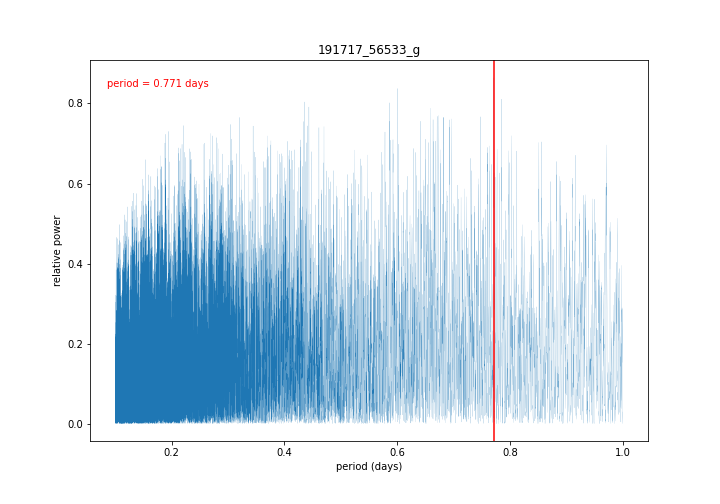 191717_56533_g
period = 0.771 days
relative power
0.8
0.6
0.4
0.2
0.0
0.2 0.4 0.6 0.8 1.0
period (days)